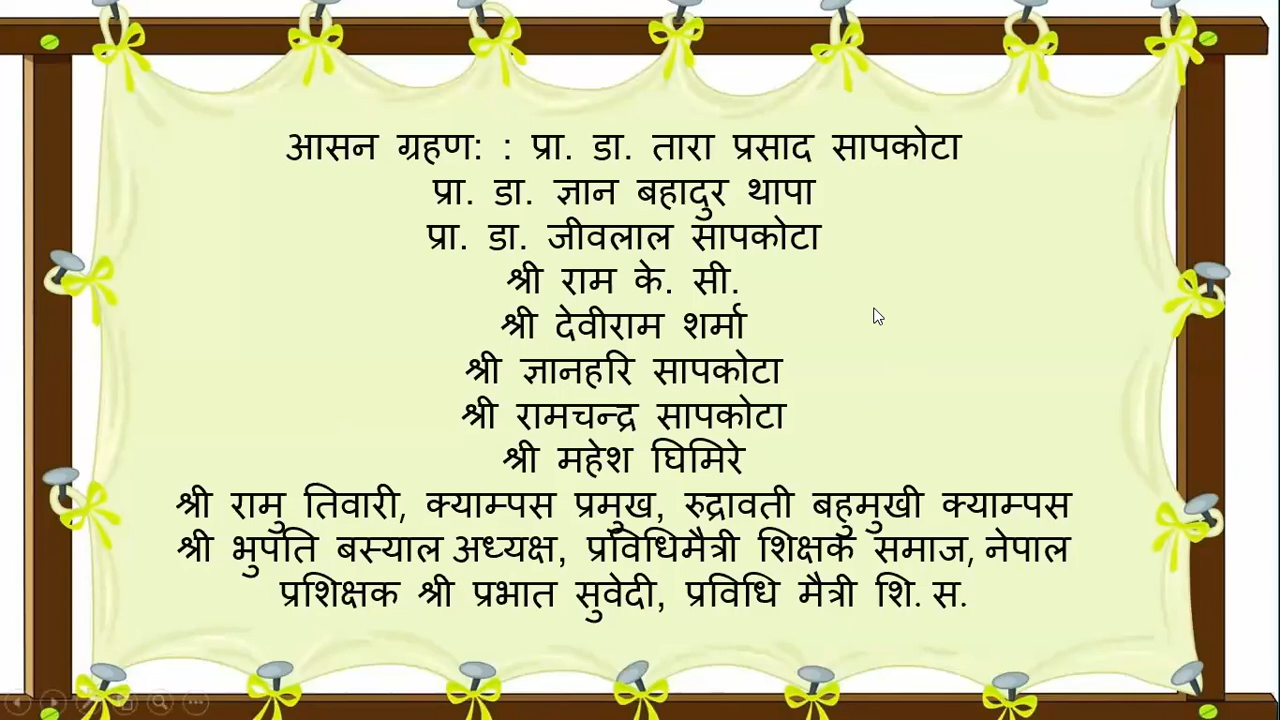 आसन ग्रहण: : प्रा. डा. तारा प्रसाद सापकोटा
प्रा. डा. ज्ञान बहादुर थापा
प्रा. डा. जीवलाल सापकोटा
श्री राम के. सी.
श्री देवीराम शर्मा
श्री ज्ञानहरि सापकोटा
श्री रामचन्द्र सापकोटा
श्री महेश घिमिरे
श्री रामु तिवारी, क्याम्पस प्रमुख, रुद्रावती बहुमुखी क्याम्पस
श्री भुपति बस्याल अध्यक्ष, प्रविधिमैत्री शिक्षक समाज, नेपाल
प्रशिक्षक श्री प्रभात सुवेदी, प्रविधि मैत्री शि. स.